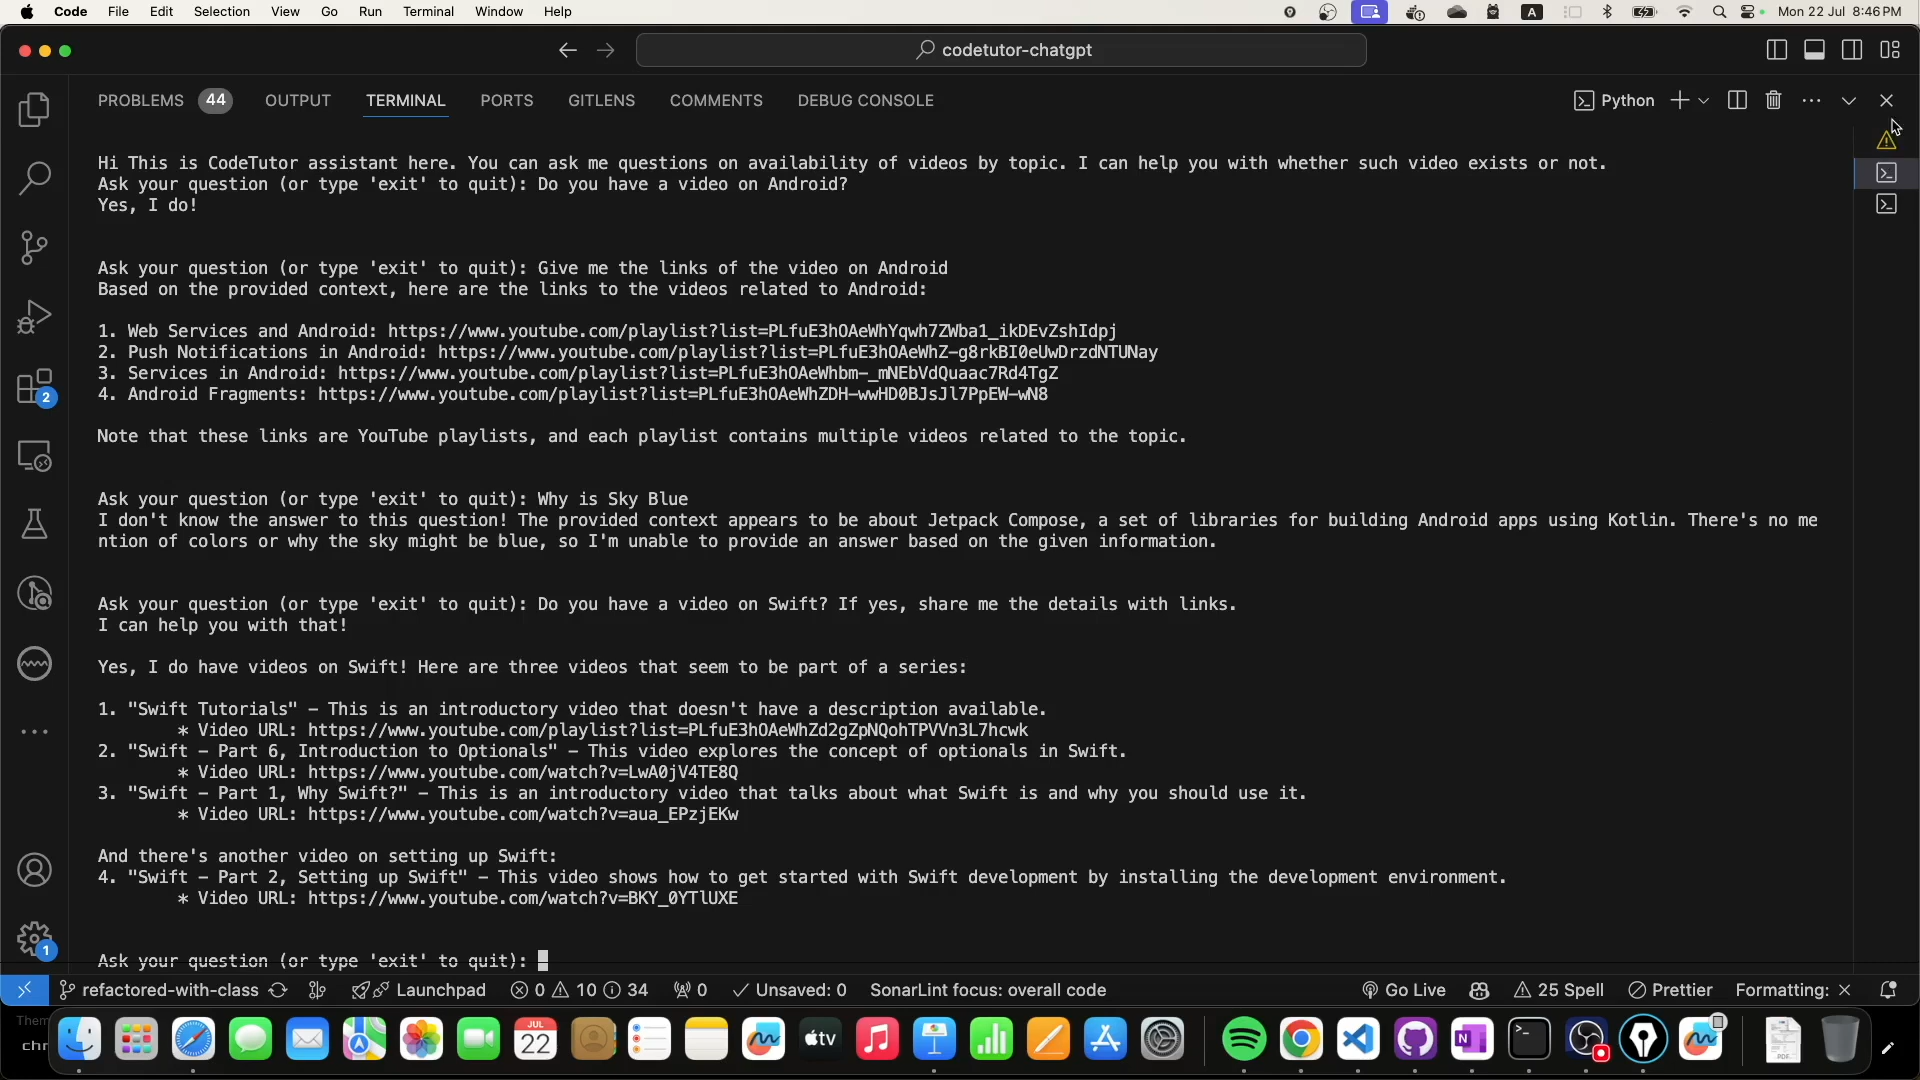 Code File Edit Selection View Go Run Terminal Window Help A Mon 22 Jul 8:46 PM
codetutor-chatgpt
PROBLEMS 44 OUTPUT TERMINAL PORTS GITLENS COMMENTS DEBUG CONSOLE Python
Hi This is CodeTutor assistant here. You can ask me questions on availability of videos by topic. I can help you with whether such video exists or not.
Ask your question (or type 'exit' to quit): Do you have a video on Android?
Yes, I do!
Ask your question (or type 'exit' to quit): Give me the links of the video on Android
Based on the provided context, here are the links to the videos related to Android:
1. Web Services and Android: https://www.youtube.com/playlist?list=PLfuE3hOAeWhYqwh7ZWba1_ikDEvZshIdpj
2. Push Notifications in Android: https://www.youtube.com/playlist?list=PLfuE3hOAeWhZ-g8rkBI0eUwDrzdNTUNay
3. Services in Android: https://www.youtube.com/playlist?list=PLfuE3hOAeWhbm-_mNEbVdQuaac7Rd4TgZ
4. Android Fragments: https://www.youtube.com/playlist?list=PLfuE3hOAeWhZDH-wwHD0BJsJl7PpEW-wN8
Note that these links are YouTube playlists, and each playlist contains multiple videos related to the topic.
Ask your question (or type 'exit' to quit): Why is Sky Blue
I don't know the answer to this question! The provided context appears to be about Jetpack Compose, a set of libraries for building Android apps using Kotlin. There's no me
ntion of colors or why the sky might be blue, so I'm unable to provide an answer based on the given information.
Ask your question (or type 'exit' to quit): Do you have a video on Swift? If yes, share me the details with links.
I can help you with that!
Yes, I do have videos on Swift! Here are three videos that seem to be part of a series:
1. "Swift Tutorials" – This is an introductory video that doesn't have a description available.
* Video URL: https://www.youtube.com/playlist?list=PLfuE3hOAeWhZd2gZpNQohTPVVn3L7hcwk
2. "Swift – Part 6, Introduction to Optionals" – This video explores the concept of optionals in Swift.
* Video URL: https://www.youtube.com/watch?v=LwA0jV4TE8Q
3. "Swift – Part 1, Why Swift?" – This is an introductory video that talks about what Swift is and why you should use it.
* Video URL: https://www.youtube.com/watch?v=aua_EPzjEKw
And there's another video on setting up Swift:
4. "Swift – Part 2, Setting up Swift" – This video shows how to get started with Swift development by installing the development environment.
* Video URL: https://www.youtube.com/watch?v=BKY_0YTlUXE
Ask your question (or type 'exit' to quit):
2
1
refactored-with-class Launchpad 0 10 34 0 Unsaved: 0 SonarLint focus: overall code Go Live 25 Spell Prettier Formatting:
Them
chr
JUL
22
tv
N
PDF